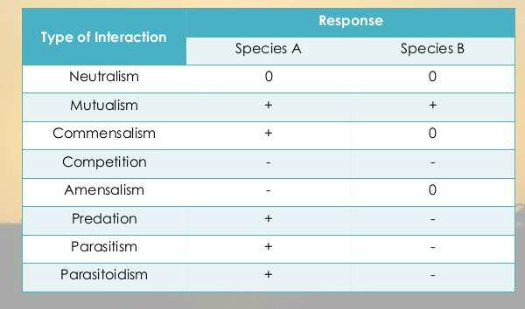 Type of Interaction Response
Species A Species B
Neutralism 0 0
Mutualism + +
Commensalism + 0
Competition - -
Amensalism - 0
Predation + -
Parasitism + -
Parasitoidism + -